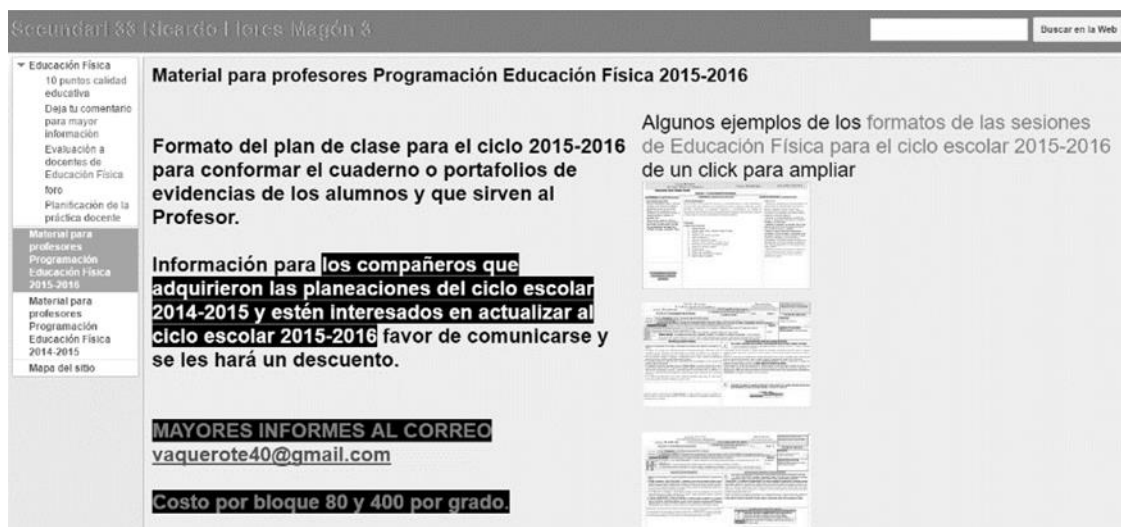 Secundari 33 Ricardo Flores Magón 3
Buscar en la Web
Educación Física
10 puntos calidad
educativa
Deja tu comentario
para mayor
información
Evaluación a
docentes de
Educación Física
foro
Planificación de la
práctica docente
Material para
profesores
Programación
Educación Física
2015-2016
Material para
profesores
Programación
Educación Física
2014-2015
Mapa del sitio
Material para profesores Programación Educación Física 2015-2016
Formato del plan de clase para el ciclo 2015-2016
para conformar el cuaderno o portafolios de
evidencias de los alumnos y que sirven al
Profesor.
Información para los compañeros que
adquirieron las planeaciones del ciclo escolar
2014-2015 y estén interesados en actualizar al
ciclo escolar 2015-2016 favor de comunicarse y
se les hará un descuento.
MAYORES INFORMES AL CORREO
vaquerote40@gmail.com
Costo por bloque 80 y 400 por grado.
Algunos ejemplos de los formatos de las sesiones
de Educación Física para el ciclo escolar 2015-2016
de un click para ampliar